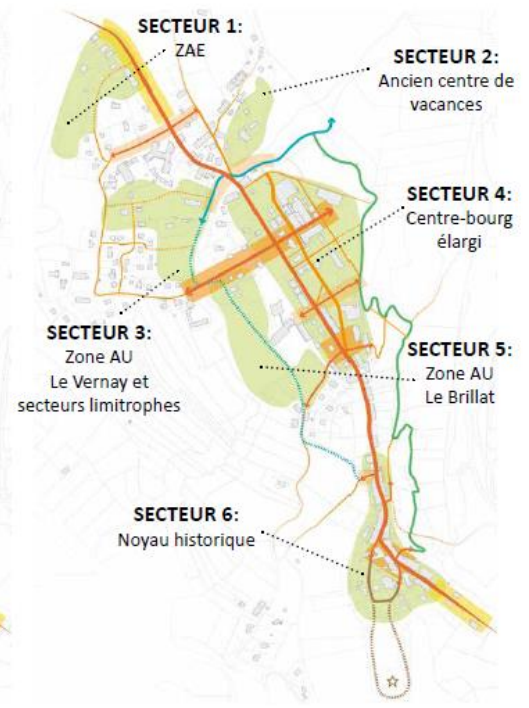 SECTEUR 1:
ZAE
SECTEUR 2:
Ancien centre de
vacances
SECTEUR 4:
Centre-bourg
élargi
SECTEUR 3:
Zone AU
Le Vernay et
secteurs limitrophes
SECTEUR 5:
Zone AU
Le Brillat
SECTEUR 6:
Noyau historique